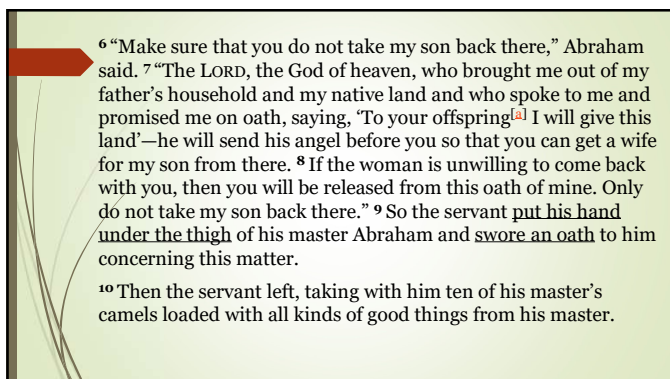 6 “Make sure that you do not take my son back there,” Abraham
said. 7 “The LORD, the God of heaven, who brought me out of my
father’s household and my native land and who spoke to me and
promised me on oath, saying, ‘To your offspring[a] I will give this
land’—he will send his angel before you so that you can get a wife
for my son from there. 8 If the woman is unwilling to come back
with you, then you will be released from this oath of mine. Only
do not take my son back there.” 9 So the servant put his hand
under the thigh of his master Abraham and swore an oath to him
concerning this matter.
10 Then the servant left, taking with him ten of his master’s
camels loaded with all kinds of good things from his master.